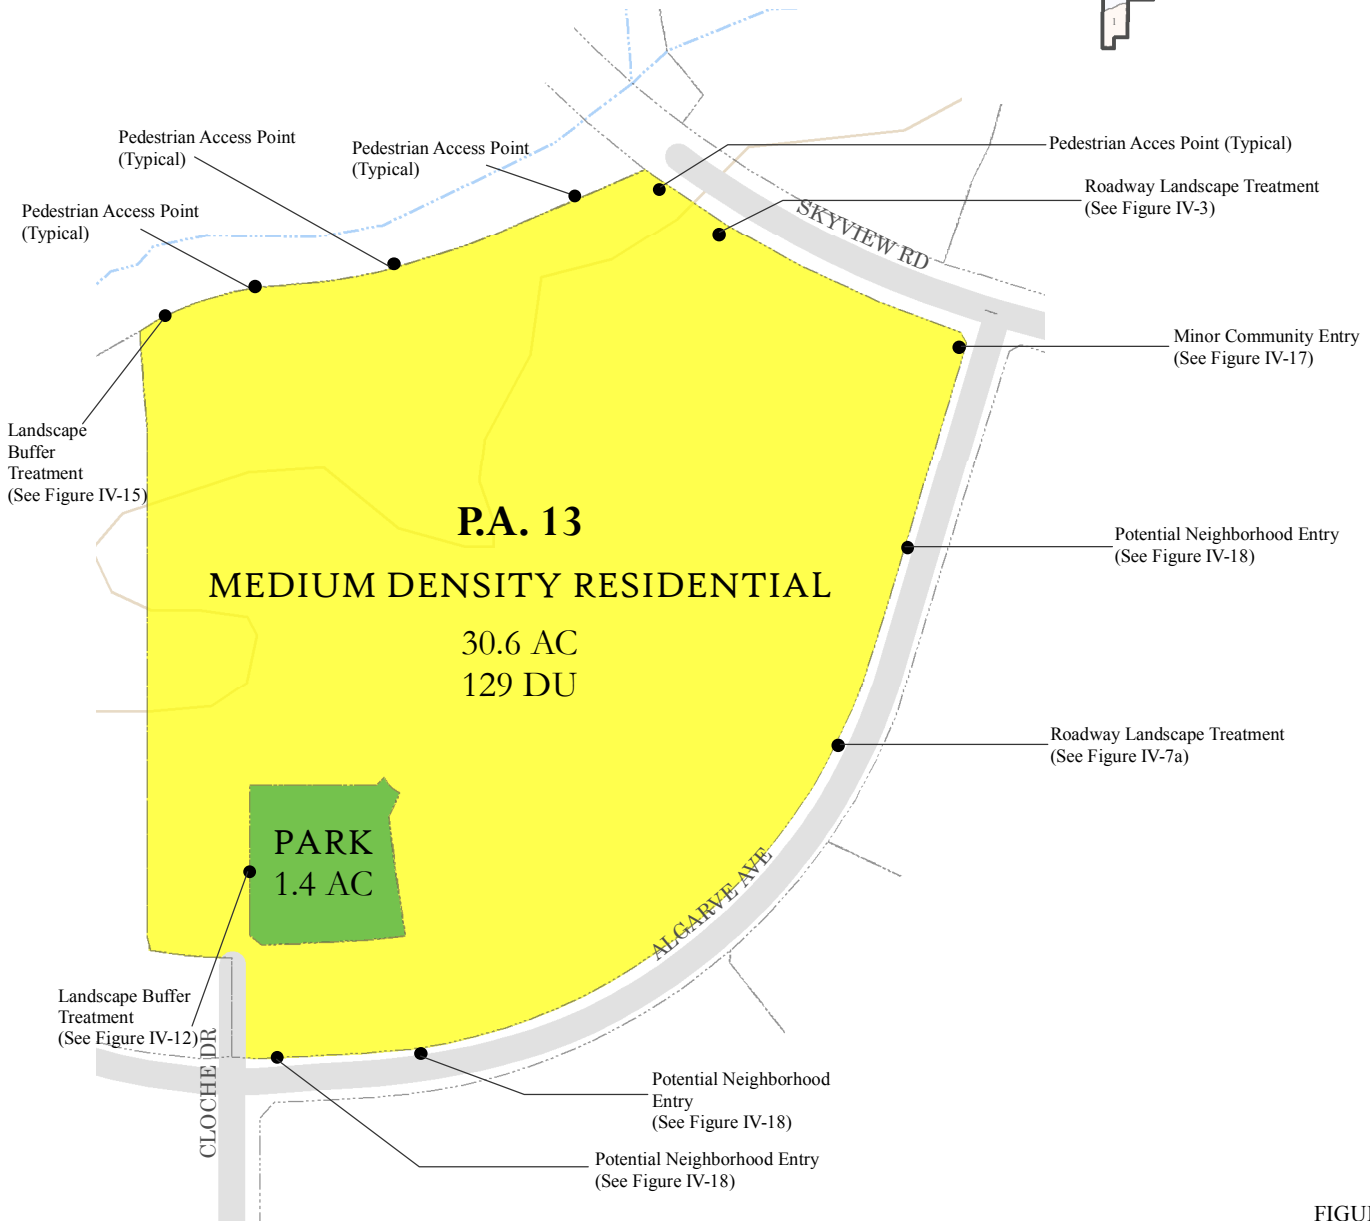 1
Pedestrian Access Point
(Typical)
Pedestrian Access Point
(Typical)
Pedestrian Acces Point (Typical)
Roadway Landscape Treatment
(See Figure IV-3)
Pedestrian Access Point
(Typical)
SKYVIEW RD
Minor Community Entry
(See Figure IV-17)
Landscape
Buffer
Treatment
(See Figure IV-15)
P.A. 13
MEDIUM DENSITY RESIDENTIAL
30.6 AC
129 DU
Potential Neighborhood Entry
(See Figure IV-18)
Roadway Landscape Treatment
(See Figure IV-7a)
PARK
1.4 AC
ALGARVE AVE
Landscape Buffer
Treatment
(See Figure IV-12)
CLOCHE DR
Potential Neighborhood
Entry
(See Figure IV-18)
Potential Neighborhood Entry
(See Figure IV-18)